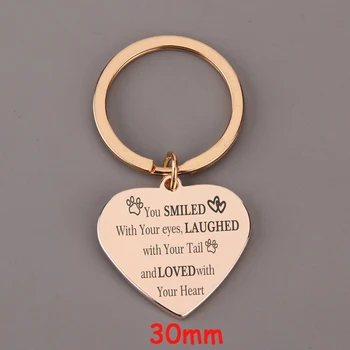 You SMILED
With Your eyes, LAUGHED
with Your Tail
and LOVED with
Your Heart
30mm